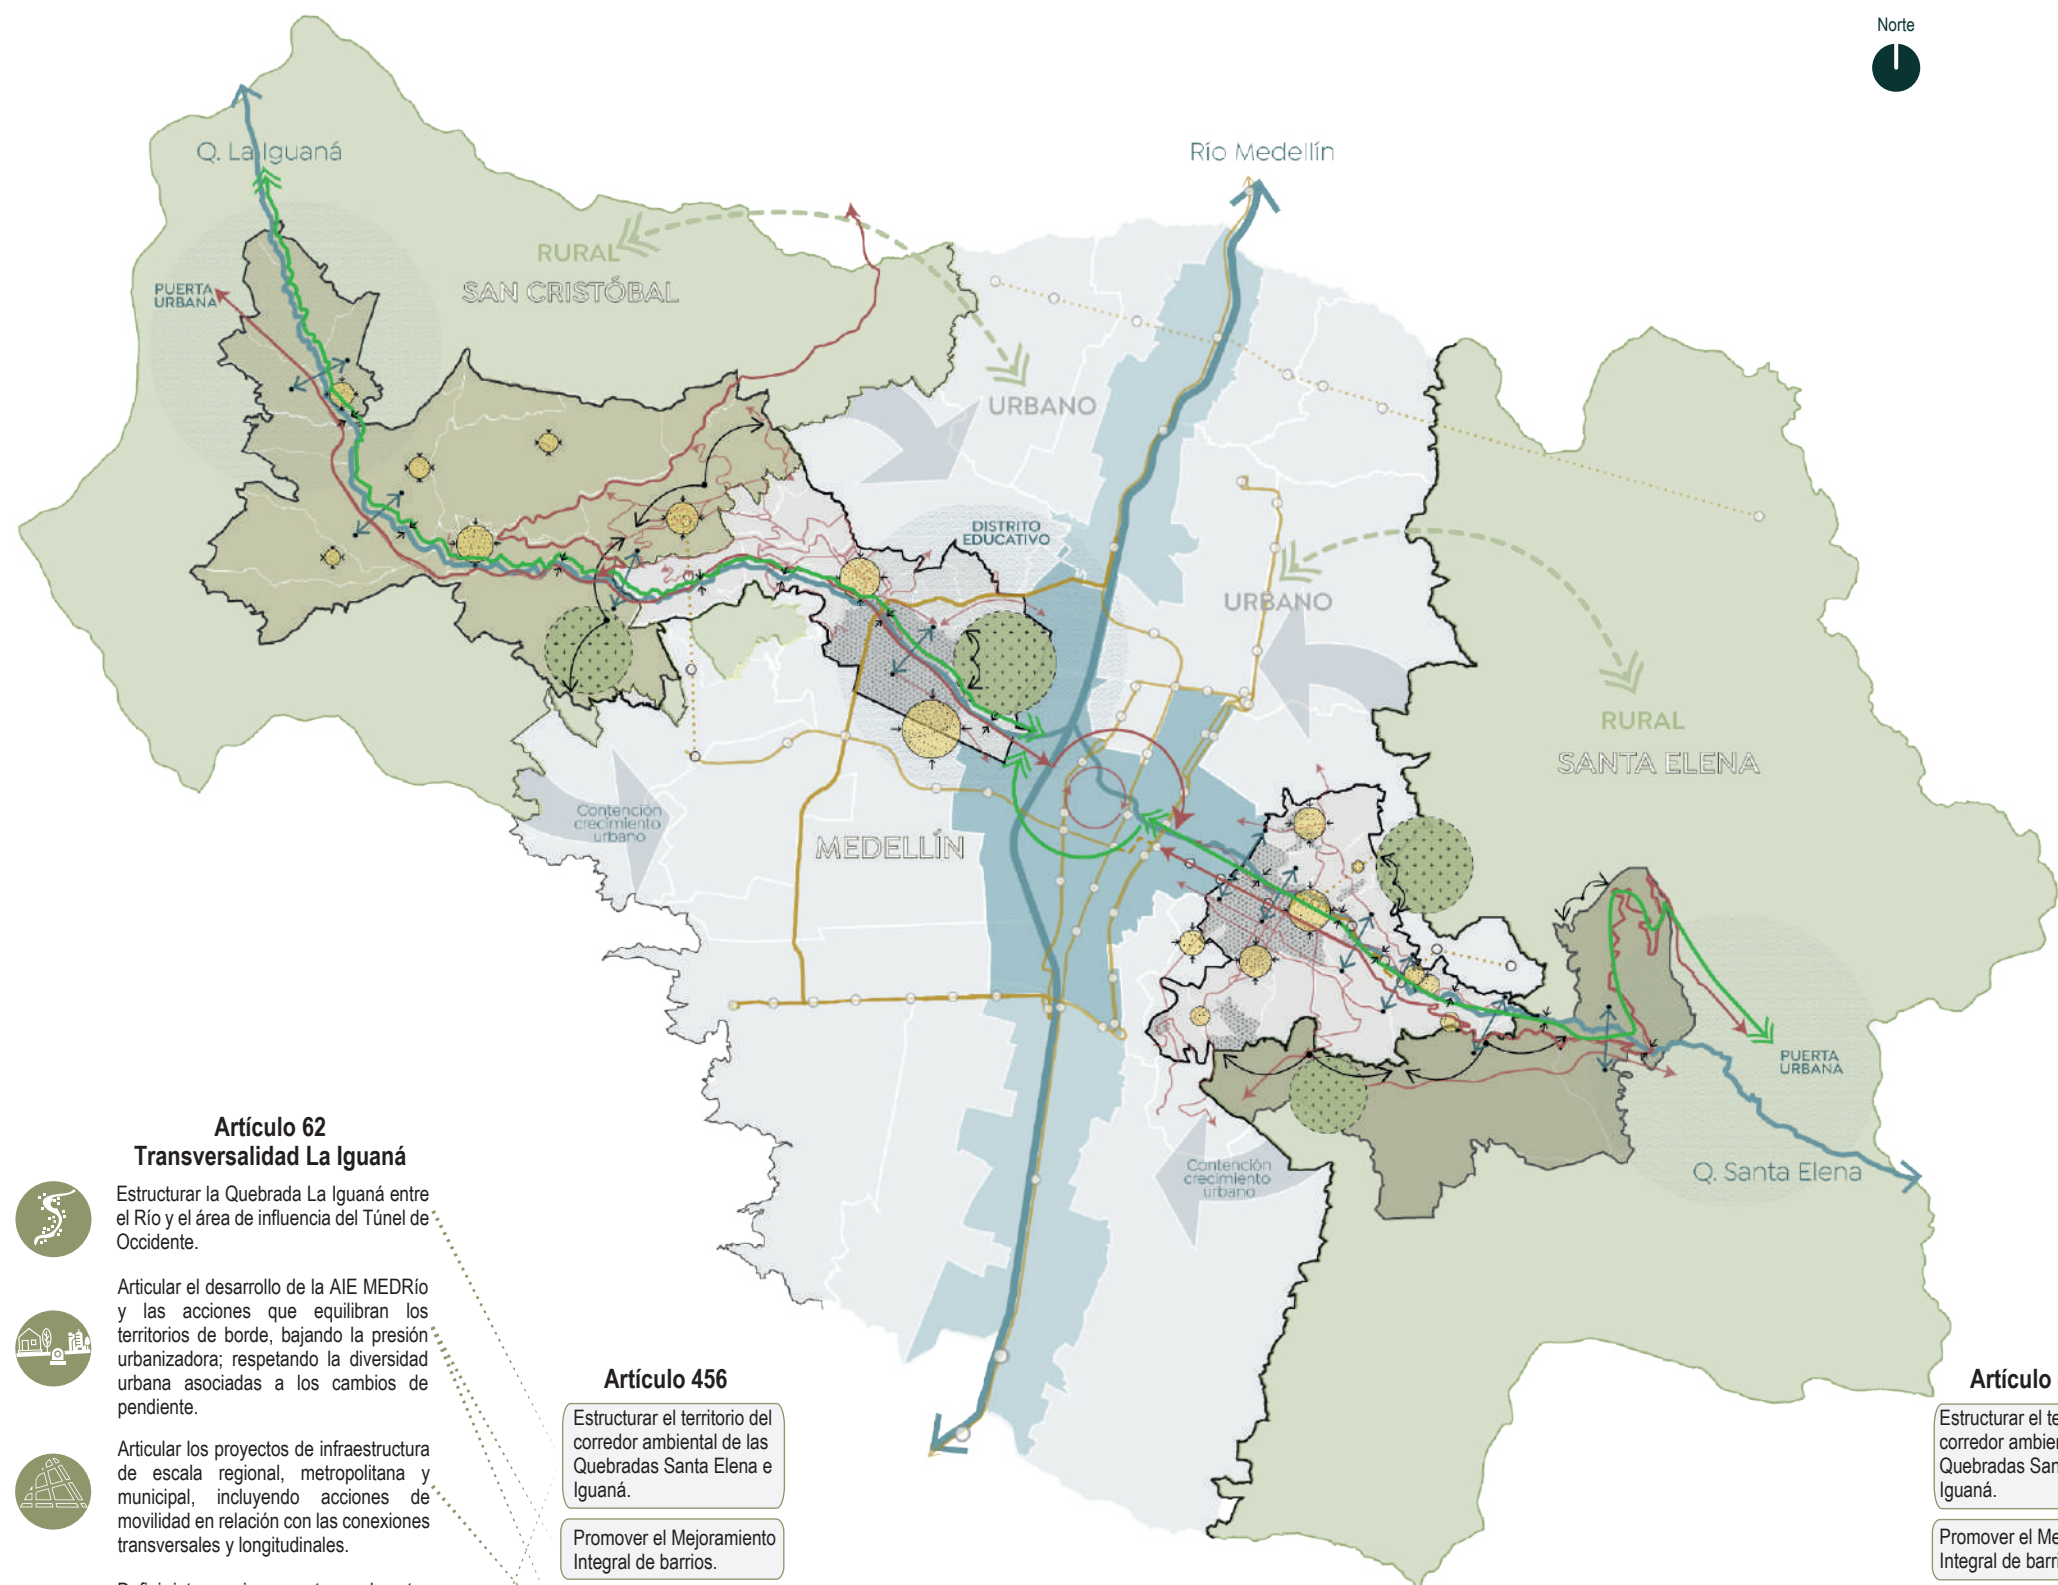 Norte
Q. La Iguaná
Río Medellín
RURAL
SAN CRISTÓBAL
PUERTA
URBANA
URBANO
DISTRITO
EDUCATIVO
URBANO
RURAL
SANTA ELENA
Contención
crecimiento
urbano
MEDELLÍN
PUERTA
URBANA
Contención
crecimiento
urbano
Q. Santa Elena
Artículo 62
Transversalidad La Iguaná
Estructurar la Quebrada La Iguaná entre
el Río y el área de influencia del Túnel de
Occidente.
Articular el desarrollo de la AIE MEDRío
y las acciones que equilibran los
territorios de borde, bajando la presión
urbanizadora; respetando la diversidad
urbana asociadas a los cambios de
pendiente.
Articular los proyectos de infraestructura
de escala regional, metropolitana y
municipal, incluyendo acciones de
movilidad en relación con las conexiones
transversales y longitudinales.
Artículo 456
Estructurar el territorio del
corredor ambiental de las
Quebradas Santa Elena e
Iguaná.
Promover el Mejoramiento
Integral de barrios.
Artículo
Estructurar el te
corredor ambien
Quebradas San
Iguaná.
Promover el Me
Integral de barri